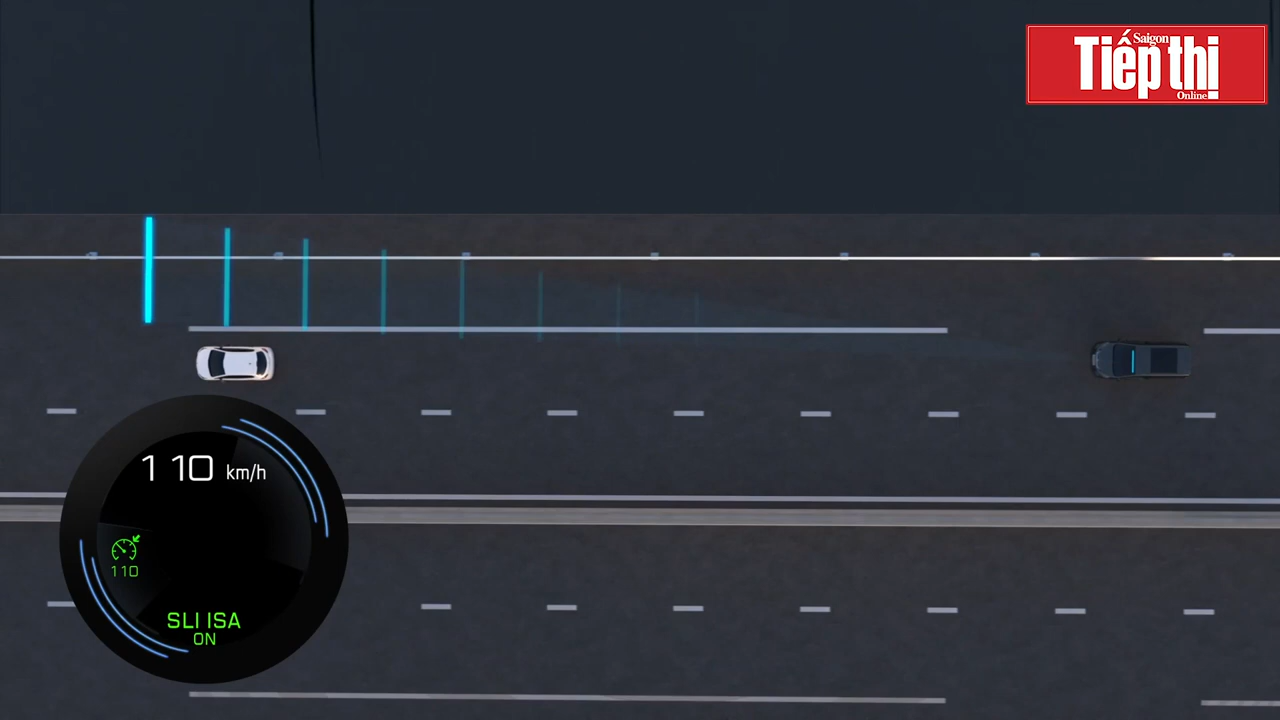 Saigon
Tiếp thị
Online
110 km/h
110
SLI ISA
ON